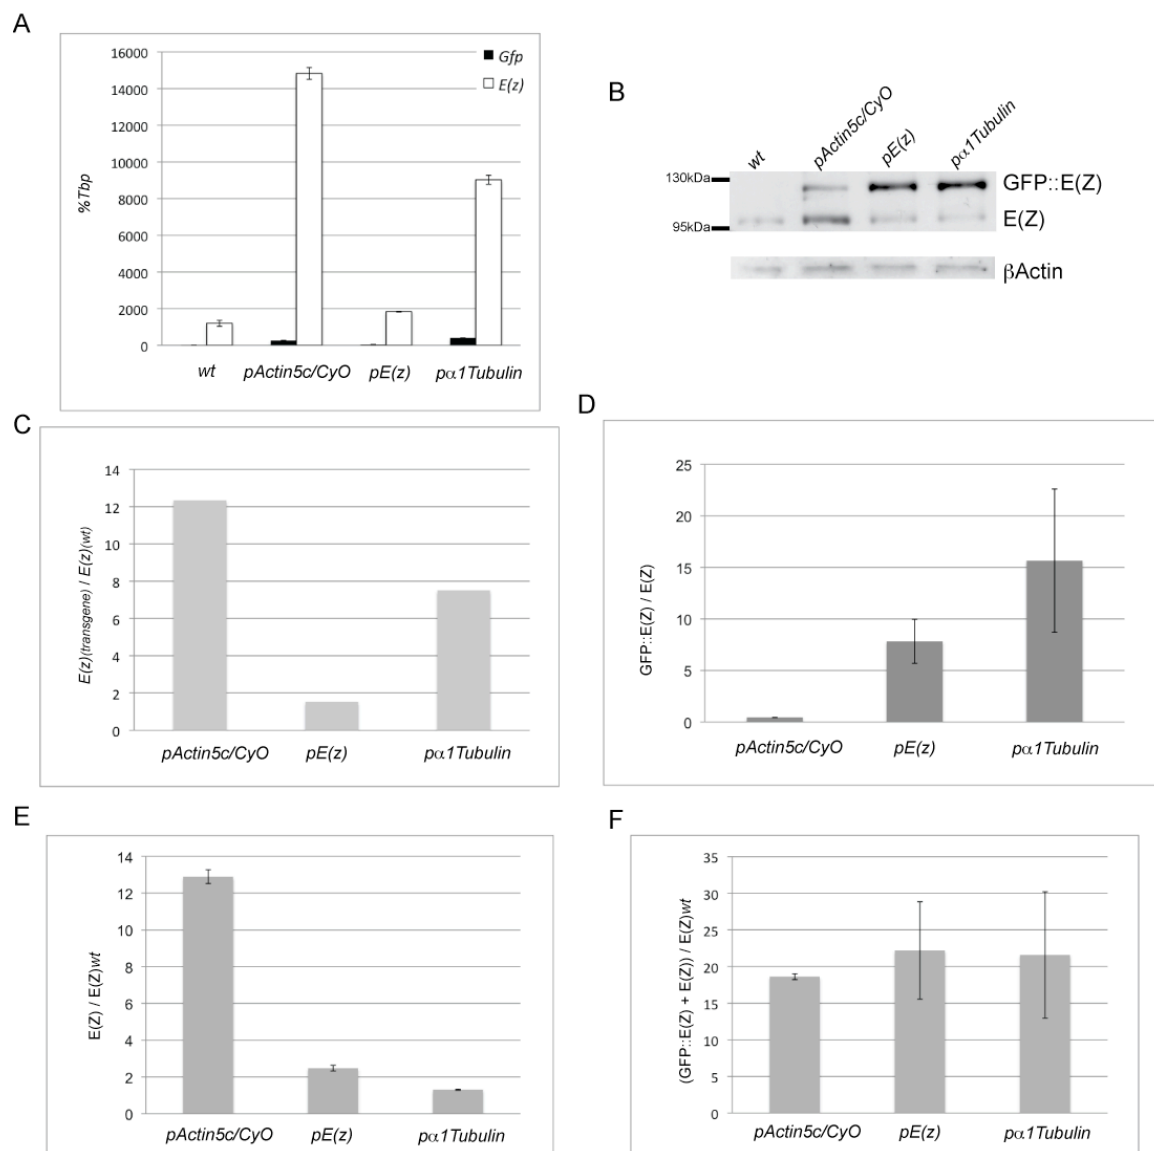 A
16000
14000
12000
10000
8000
6000
4000
2000
0
%Tbp
Gfp
E(z)
wt
pActin5c/CyO
pE(z)
pα1Tubulin
B
wt
pActin5c/CyO
pE(z)
pα1Tubulin
130kDa
GFP::E(Z)
E(Z)
95kDa
βActin
C
14
12
10
8
6
4
2
0
E(z)(transgene) / E(z)(wt)
pActin5c/CyO
pE(z)
pα1Tubulin
D
25
20
15
10
5
0
GFP::E(Z) / E(Z)
pActin5c/CyO
pE(z)
pα1Tubulin
E
14
12
10
8
6
4
2
0
E(Z) / E(Z)wt
pActin5c/CyO
pE(z)
pα1Tubulin
F
35
30
25
20
15
10
5
0
(GFP::E(Z) + E(Z)) / E(Z)wt
pActin5c/CyO
pE(z)
pα1Tubulin